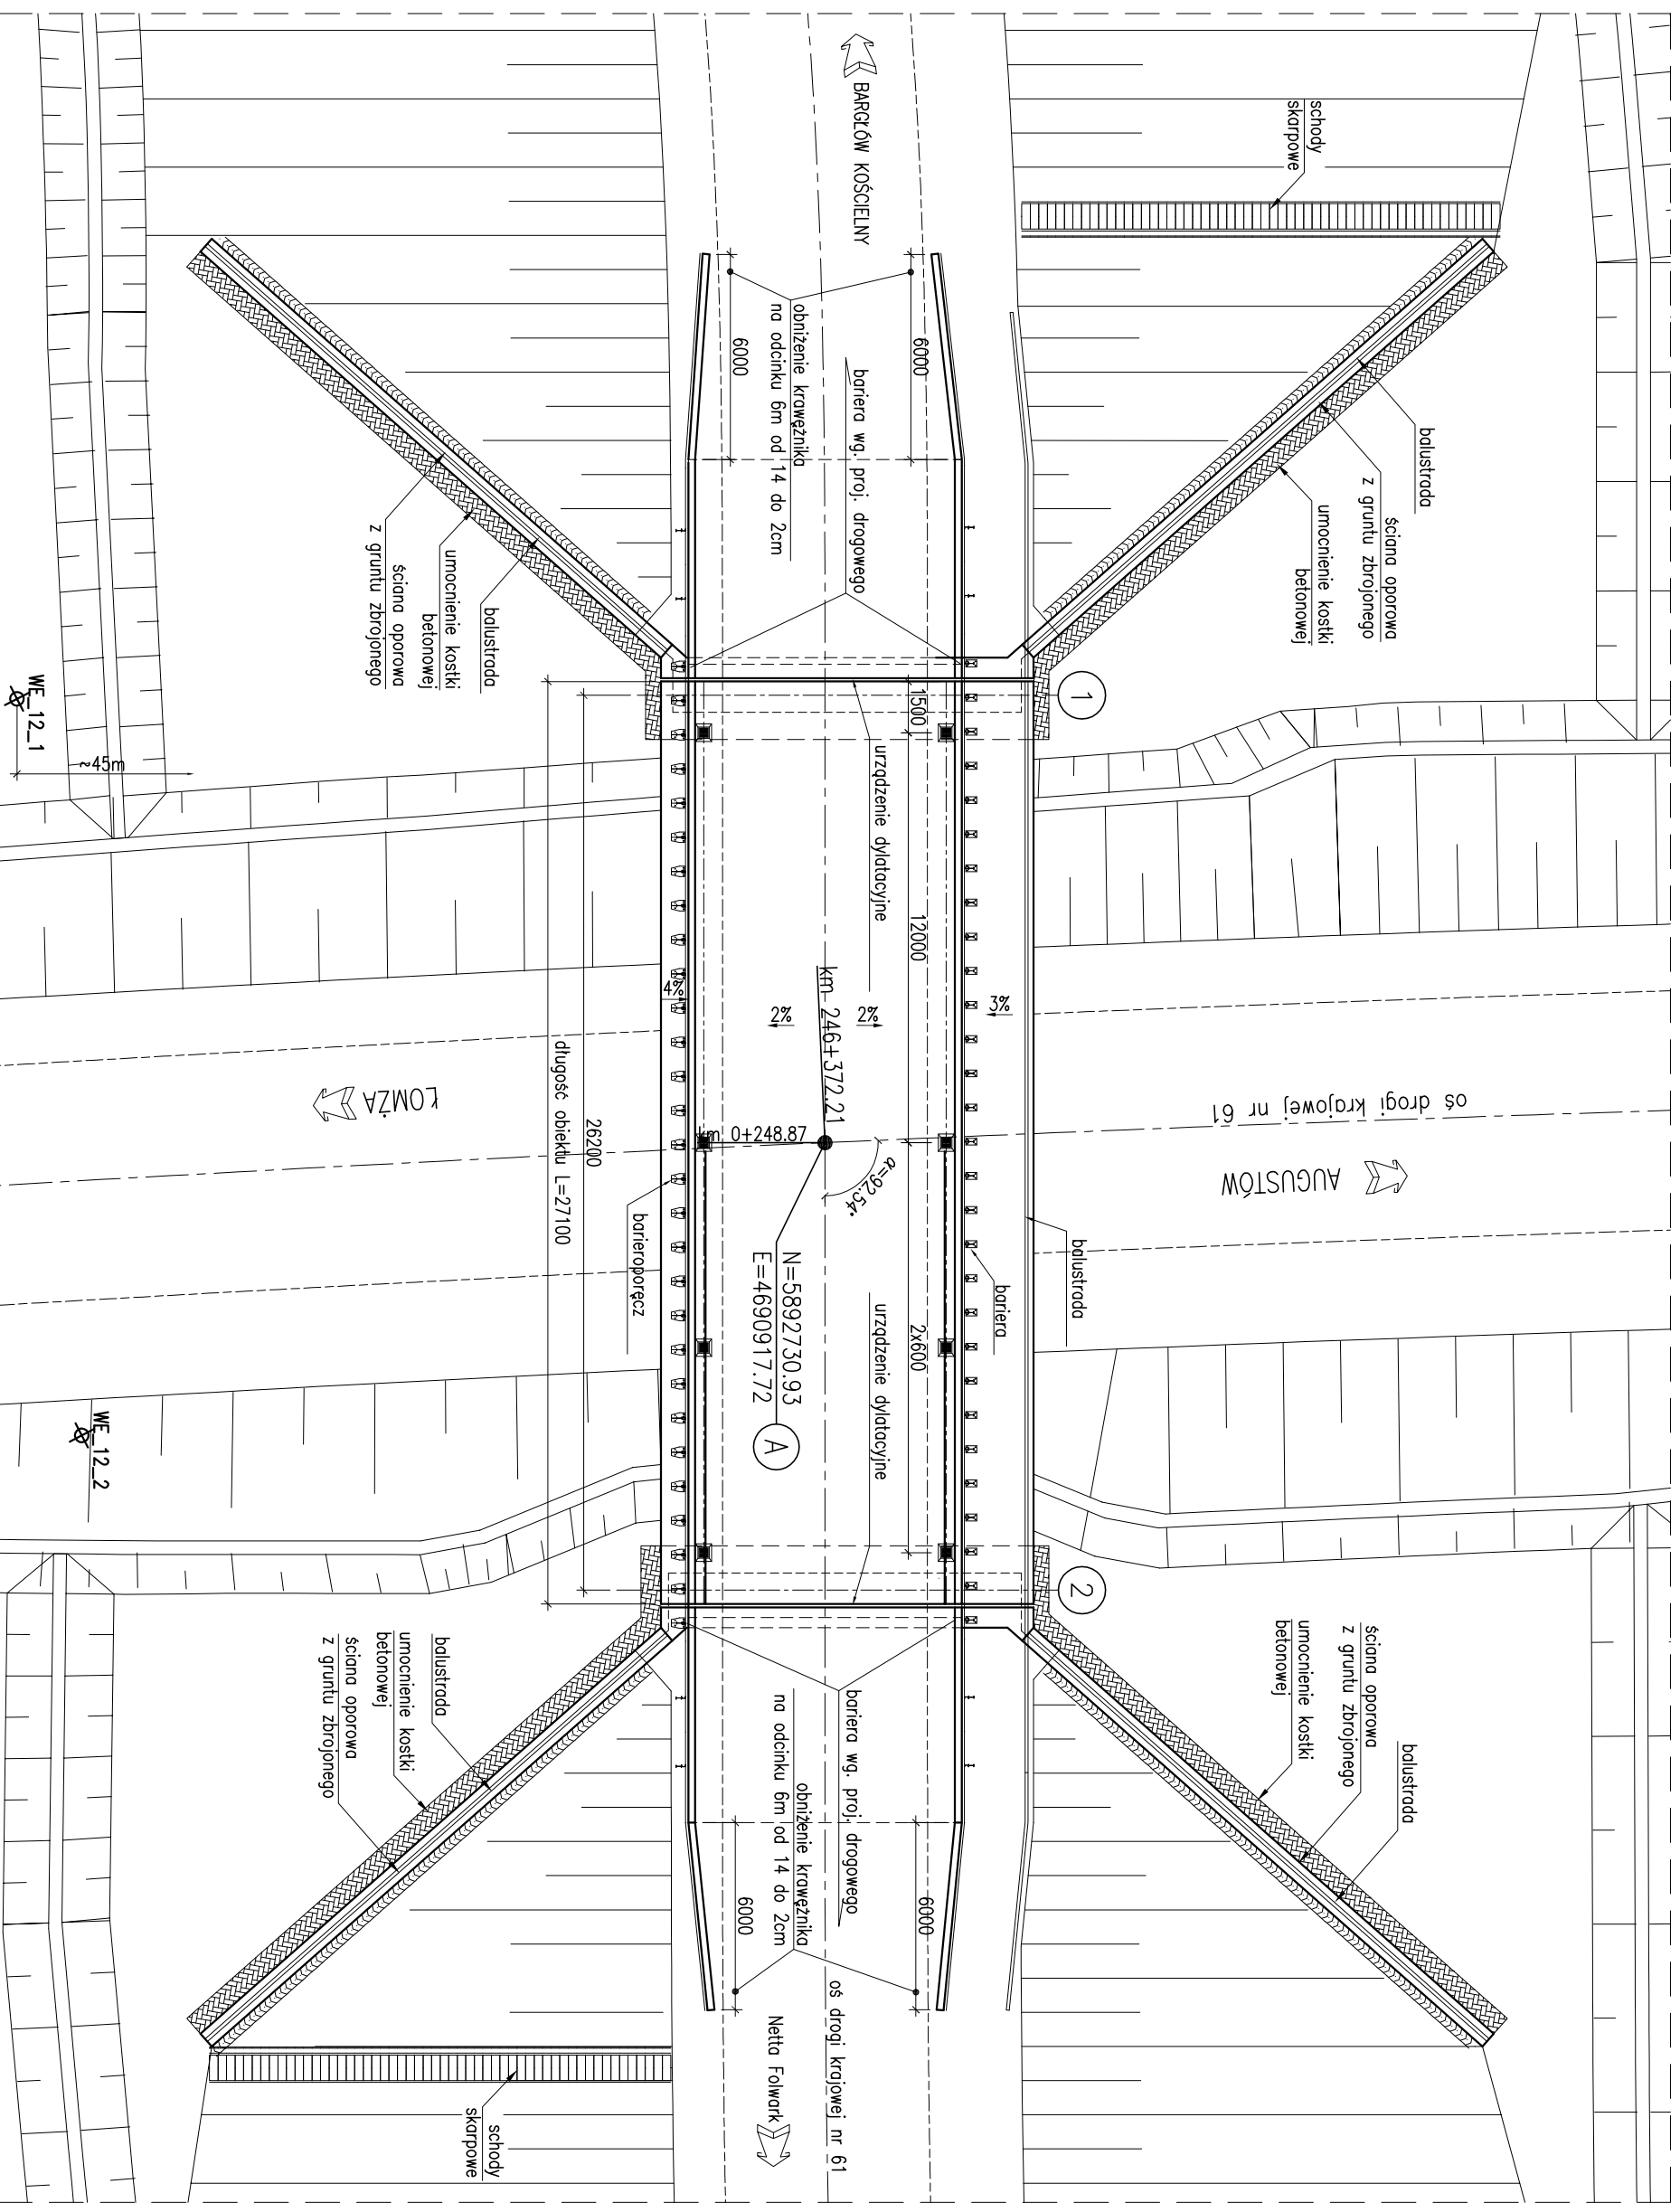 BARGŁÓW KOŚCIELNY
schody
skarpowe
obniżenie krawężnika
na odcinku 6m od 14 do 2cm
6000
6000
bariera wg. proj. drogowego
balustrada
ściana oporowa
z gruntu zbrojonego
umocnienie kostki
betonowej
balustrada
umocnienie kostki
betonowej
ściana oporowa
z gruntu zbrojonego
WE_12_1
~45m
1
1500
urządzenie dylatacyjne
12000
km 246+372.21
4%
2%
2%
3%
długość obiektu L=27100
26200
km 0+248.87
α=92.54°
ŁOMŻA
oś drogi krajowej nr 61
AUGUSTÓW
barieroporęcz
balustrada
bariera
N=5892730.93
E=4690917.72
A
urządzenie dylatacyjne
2x600
WE_12_2
2
balustrada
umocnienie kostki
betonowej
ściana oporowa
z gruntu zbrojonego
ściana oporowa
z gruntu zbrojonego
umocnienie kostki
betonowej
balustrada
bariera wg. proj. drogowego
obniżenie krawężnika
na odcinku 6m od 14 do 2cm
6000
6000
oś drogi krajowej nr 61
Netta Folwark
schody
skarpowe